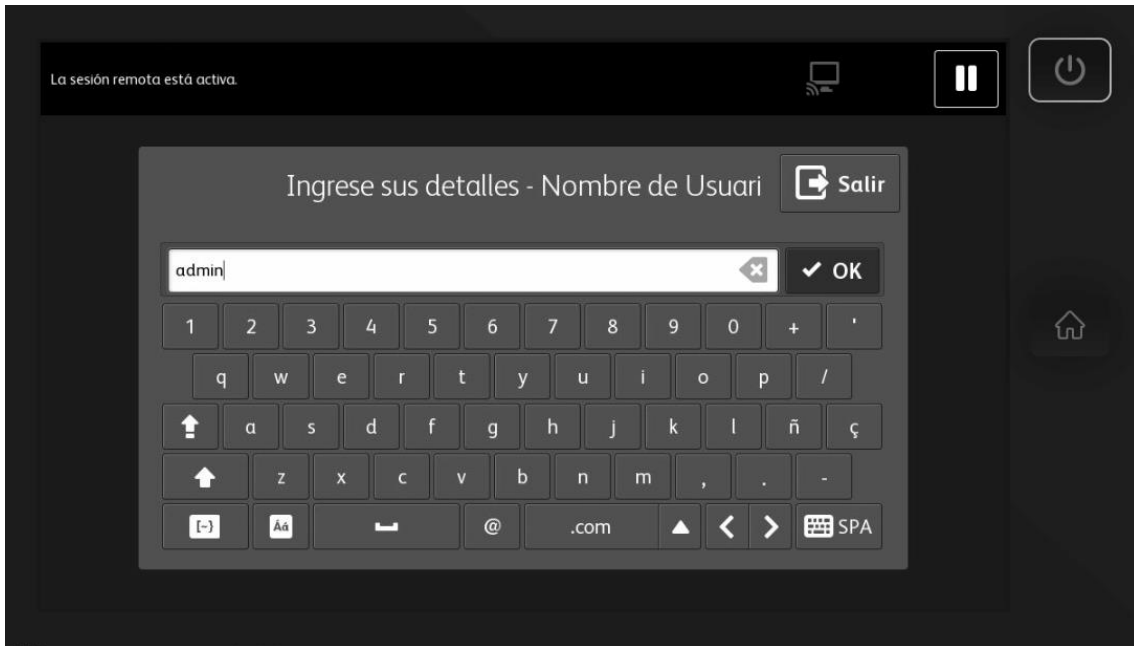 La sesión remota está activa.
Ingrese sus detalles - Nombre de Usuari
Salir
admin
OK
1 2 3 4 5 6 7 8 9 0 + '
q w e r t y u i o p /
a s d f g h j k l ñ ç
z x c v b n m , . -
[~} Áá @ .com SPA